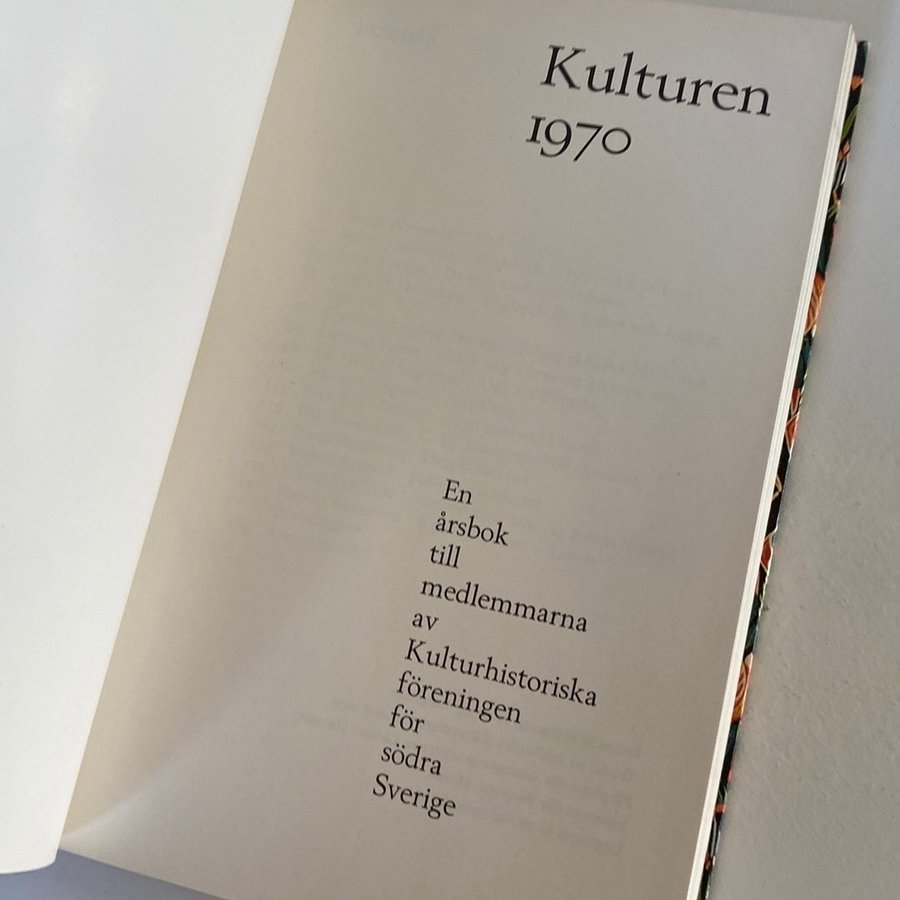 Kulturen
1970
En
årsbok
till
medlemmarna
av
Kulturhistoriska
föreningen
för
södra
Sverige